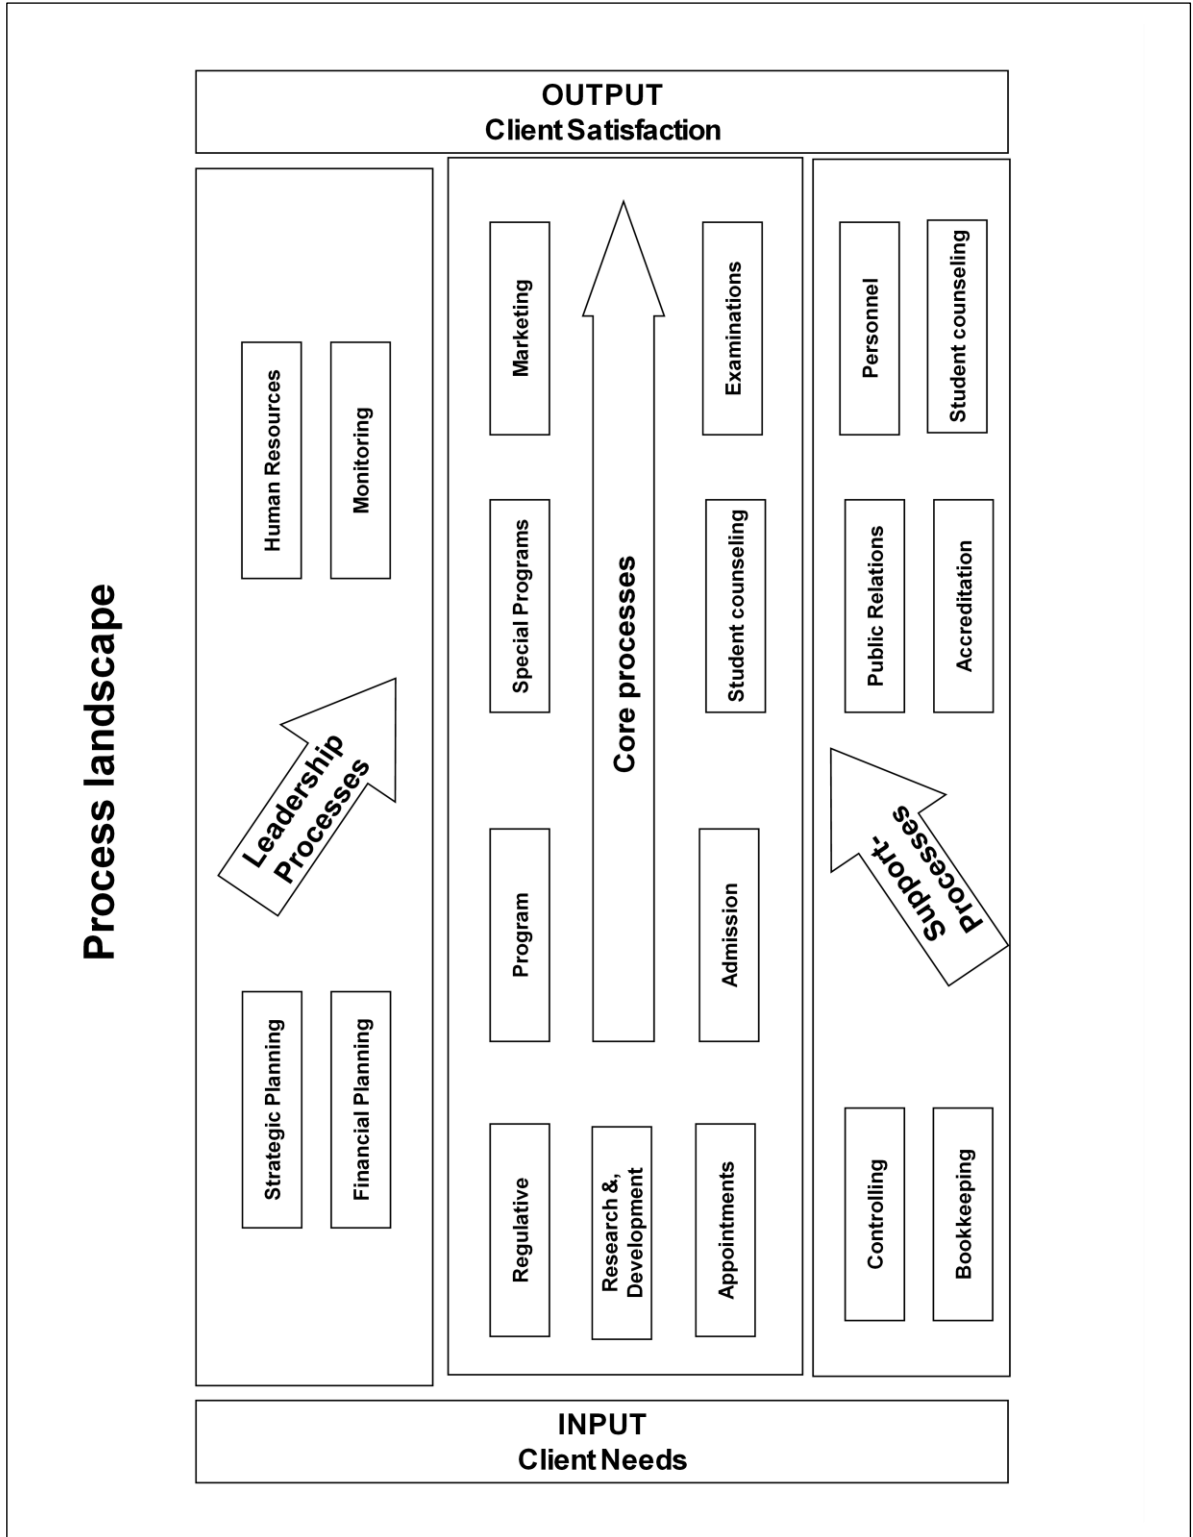 Process landscape
OUTPUT
Client Satisfaction
Human Resources
Monitoring
Leadership
Processes
Strategic Planning
Financial Planning
Marketing
Examinations
Special Programs
Student counseling
Core processes
Program
Admission
Regulative
Research &,
Development
Appointments
Personnel
Student counseling
Public Relations
Accreditation
Support-
Processes
Controlling
Bookkeeping
INPUT
Client Needs